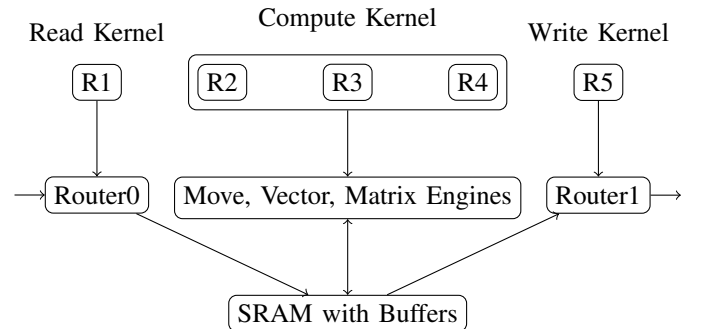 Read Kernel
Compute Kernel
Write Kernel
R1
R2
R3
R4
R5
Router0
Move, Vector, Matrix Engines
Router1
SRAM with Buffers